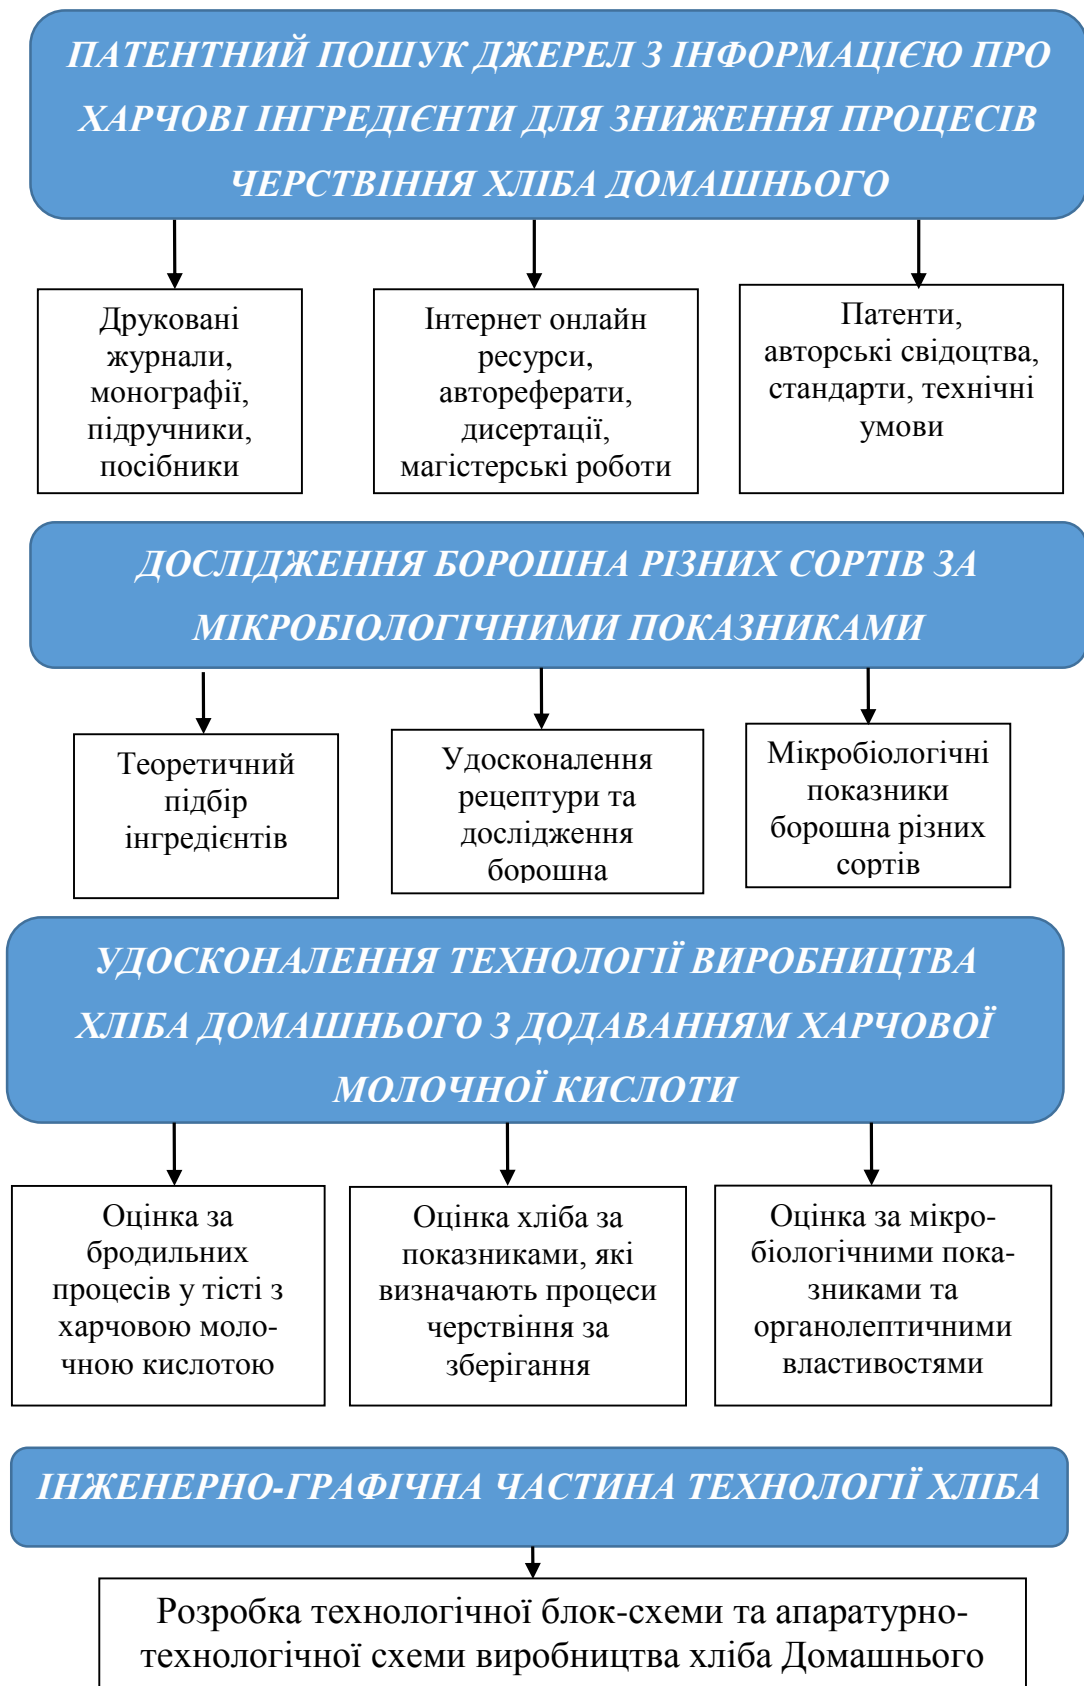 ПАТЕНТНИЙ ПОШУК ДЖЕРЕЛ З ІНФОРМАЦІЄЮ ПРО
ХАРЧОВІ ІНГРЕДІЄНТИ ДЛЯ ЗНИЖЕННЯ ПРОЦЕСІВ
ЧЕРСТВІННЯ ХЛІБА ДОМАШНЬОГО
Друковані
журнали,
монографії,
підручники,
посібники
Інтернет онлайн
ресурси,
автореферати,
дисертації,
магістерські роботи
Патенти,
авторські свідоцтва,
стандарти, технічні
умови
ДОСЛІДЖЕННЯ БОРОШНА РІЗНИХ СОРТІВ ЗА
МІКРОБІОЛОГІЧНИМИ ПОКАЗНИКАМИ
Теоретичний
підбір
інгредієнтів
Удосконалення
рецептури та
дослідження
борошна
Мікробіологічні
показники
борошна різних
сортів
УДОСКОНАЛЕННЯ ТЕХНОЛОГІЇ ВИРОБНИЦТВА
ХЛІБА ДОМАШНЬОГО З ДОДАВАННЯМ ХАРЧОВОЇ
МОЛОЧНОЇ КИСЛОТИ
Оцінка за
бродильних
процесів у тісті з
харчовою моло-
чною кислотою
Оцінка хліба за
показниками, які
визначають процеси
черствіння за
зберігання
Оцінка за мікро-
біологічними пока-
зниками та
органолептичними
властивостями
ІНЖЕНЕРНО-ГРАФІЧНА ЧАСТИНА ТЕХНОЛОГІЇ ХЛІБА
Розробка технологічної блок-схеми та апаратурно-
технологічної схеми виробництва хліба Домашнього